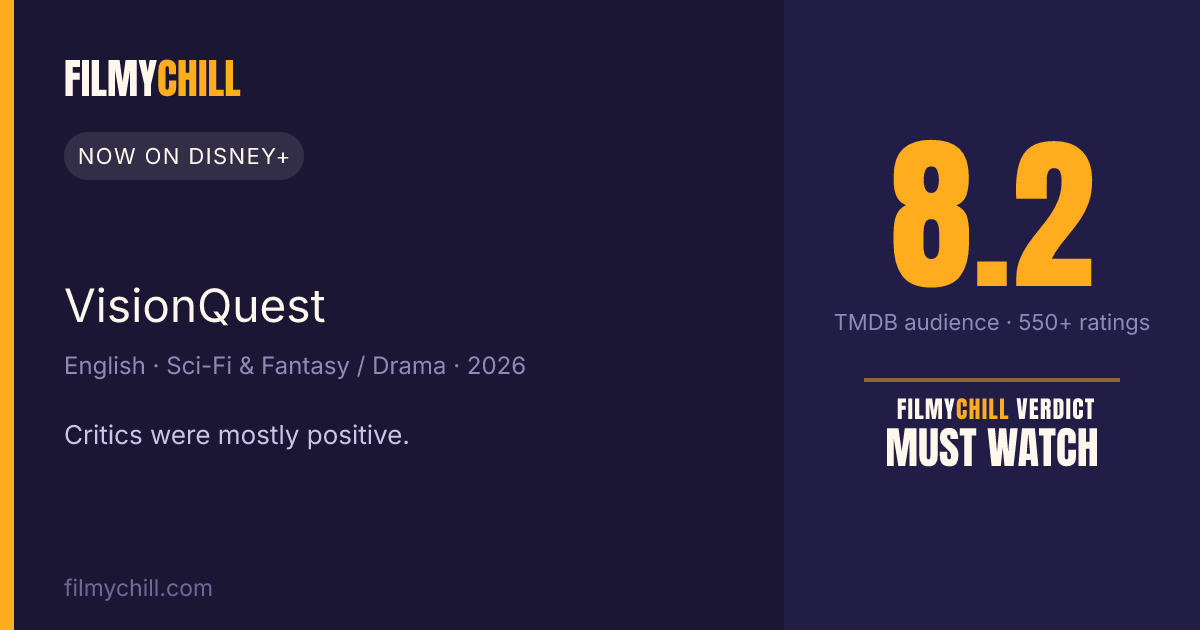 FILMYCHILL
NOW ON DISNEY+
VisionQuest
English · Sci-Fi & Fantasy / Drama · 2026
Critics were mostly positive.
filmychill.com
8.2
TMDB audience · 550+ ratings
FILMYCHILL VERDICT
MUST WATCH